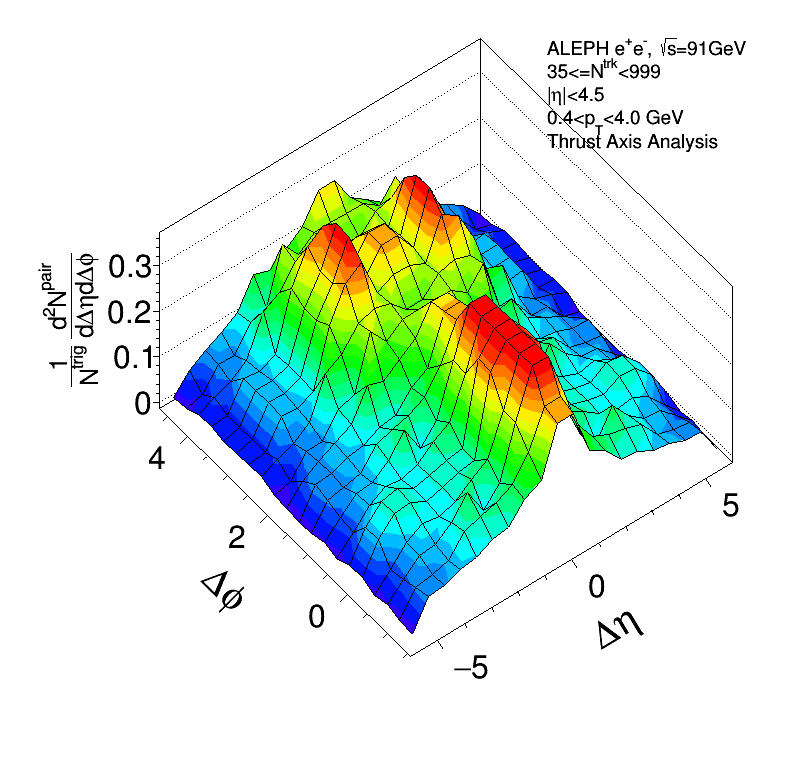 ALEPH e⁺e⁻, √s=91GeV
35<=Nᵗʳᵏ<999
|η|<4.5
0.4<p_T<4.0 GeV
Thrust Axis Analysis
1/N^trig d²N^pair/dΔηdΔϕ
0.3
0.2
0.1
0
4
2
0
Δϕ
−5
0
5
Δη